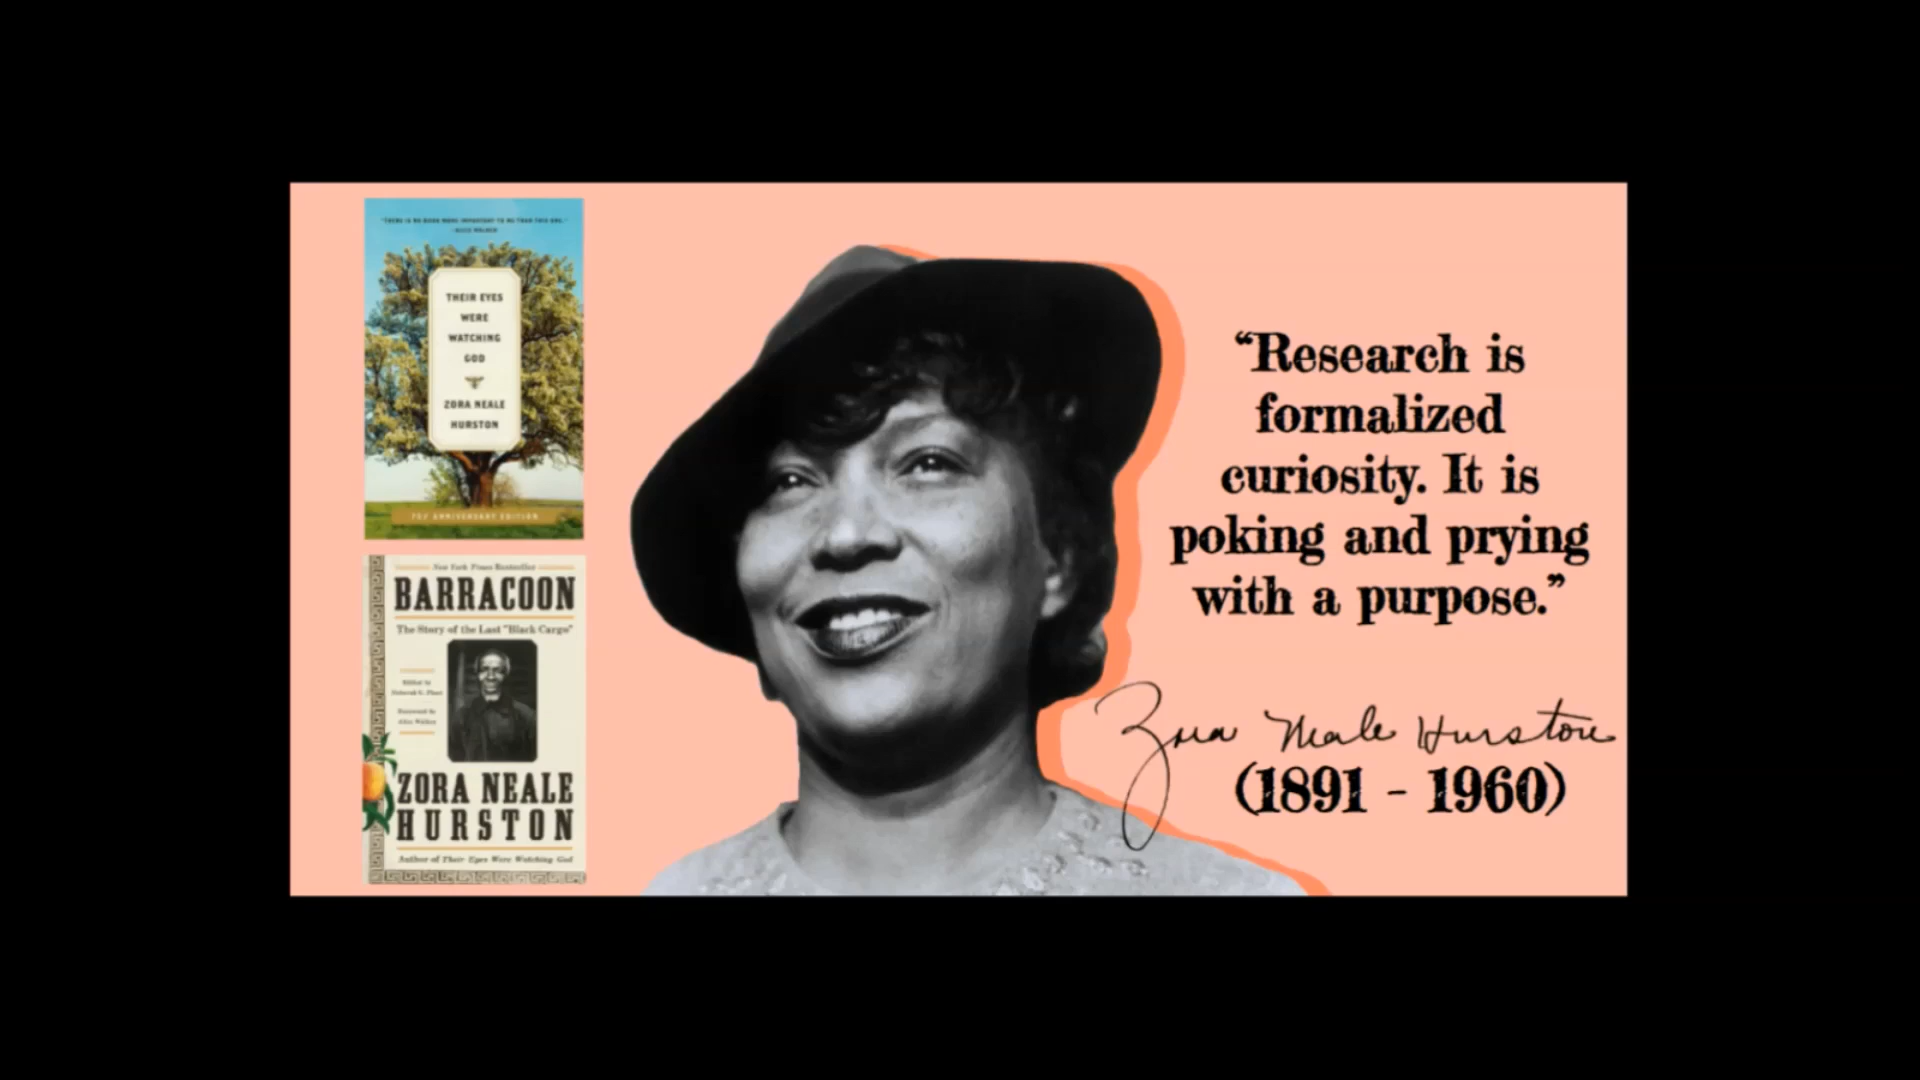 "THERE IS NO BOOK MORE IMPORTANT TO ME THAN THIS ONE."
-ALICE WALKER
THEIR EYES
WERE
WATCHING
GOD
ZORA NEALE
HURSTON
75TH ANNIVERSARY EDITION
New York Times Bestseller
BARRACOON
The Story of the Last "Black Cargo"
Edited by
Deborah G. Plant
Foreword by
Alice Walker
ZORA NEALE
HURSTON
Author of Their Eyes Were Watching God
“Research is
formalized
curiosity. It is
poking and prying
with a purpose.”
Zora Neale Hurston
(1891 - 1960)